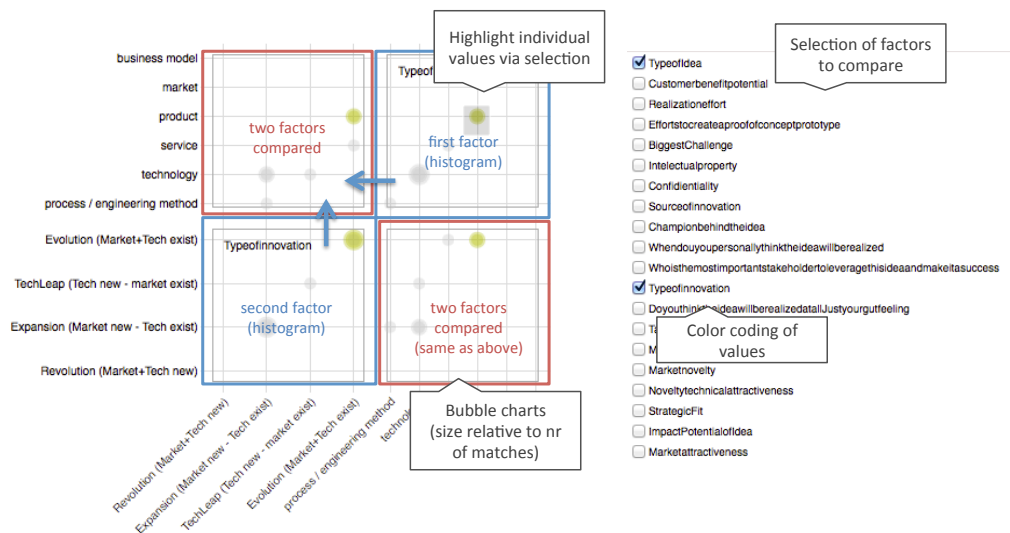 Highlight individual
values via selection
Selection of factors
to compare
business model
market
product
service
technology
process / engineering method
Typeof
two factors
compared
first factor
(histogram)
Evolution (Market+Tech exist)
TechLeap (Tech new - market exist)
Expansion (Market new - Tech exist)
Revolution (Market+Tech new)
Typeofinnovation
second factor
(histogram)
two factors
compared
(same as above)
Revolution (Market+Tech new)
Expansion (Market new - Tech exist)
TechLeap (Tech new - market exist)
Evolution (Market+Tech exist)
process / engineering method
Bubble charts
(size relative to nr
of matches)
TypeofIdea
Customerbenefitpotential
Realizationeffort
Effortstocreateaproofofconceptprototype
BiggestChallenge
Intelectualproperty
Confidientiality
Sourceofinnovation
Championbehindtheidea
Whendoyoupersonallythinktheideawillberealized
Whoisthemostimportantstakeholdertoleveragethisideaandmakeitasuccess
Typeofinnovation
DoyouthinktheideawillberealizedatallJustyourgutfeeling
Color coding of
values
Marketnovelty
Noveltytechnicalattractiveness
StrategicFit
ImpactPotentialofIdea
Marketattractiveness